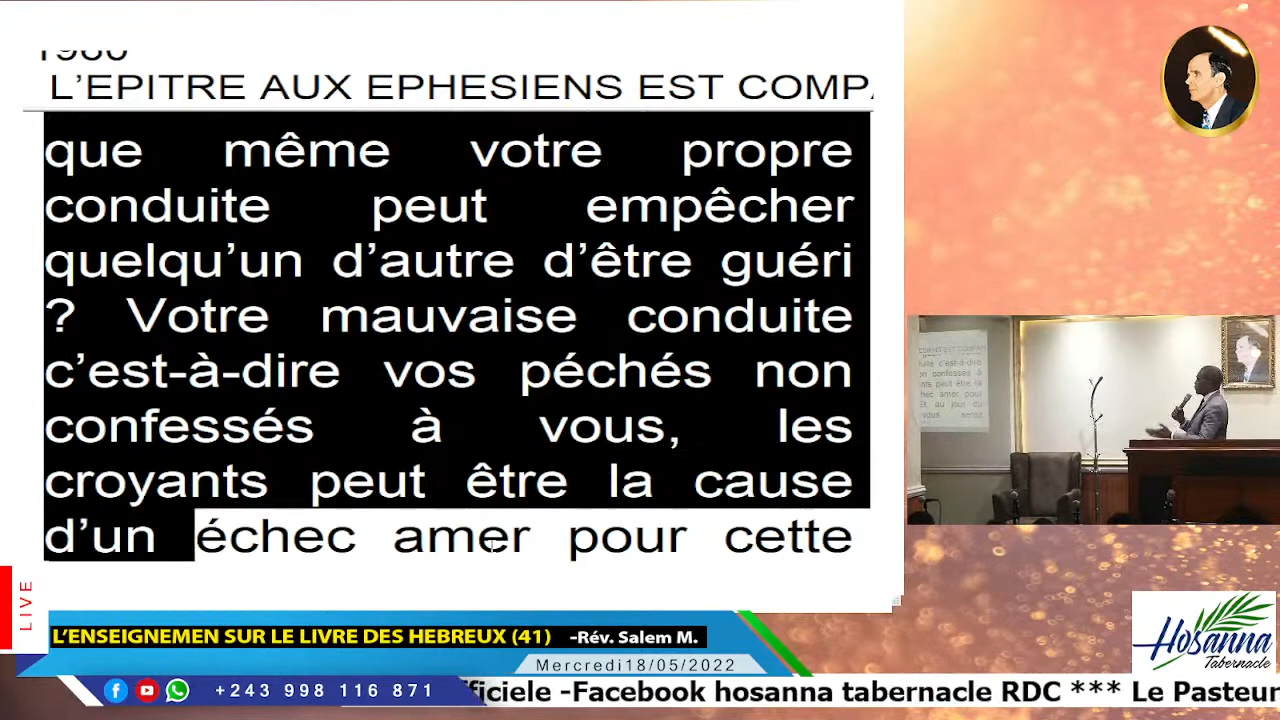 L’EPITRE AUX EPHESIENS EST COMPA
que même votre propre
conduite peut empêcher
quelqu’un d’autre d’être guéri
? Votre mauvaise conduite
c’est-à-dire vos péchés non
confessés à vous, les
croyants peut être la cause
d’un échec amer pour cette
LIVE
L’ENSEIGNEMEN SUR LE LIVRE DES HEBREUX (41) -Rév. Salem M.
Mercredi18/05/2022
+243 998 116 871
ficiele -Facebook hosanna tabernacle RDC *** Le Pasteur
Hosanna
Tabernacle